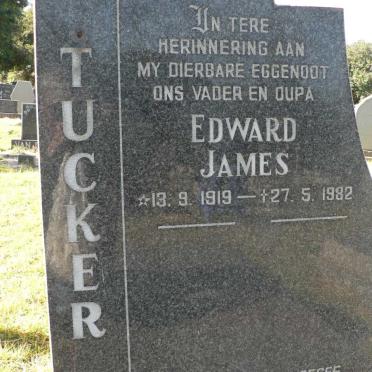 TUCKER
IN TERE
HERINNERING AAN
MY DIERBARE EGGENOOT
ONS VADER EN OUPA
EDWARD
JAMES
☆13. 9. 1919 — ✝27. 5. 1982